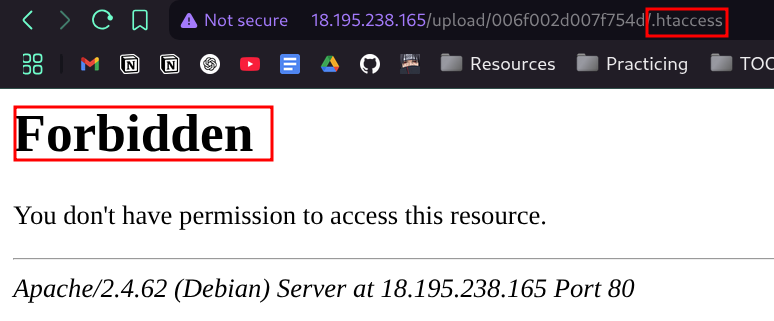 Not secure 18.195.238.165/upload/006f002d007f754d/.htaccess
Resources Practicing TOC
Forbidden
You don't have permission to access this resource.
Apache/2.4.62 (Debian) Server at 18.195.238.165 Port 80